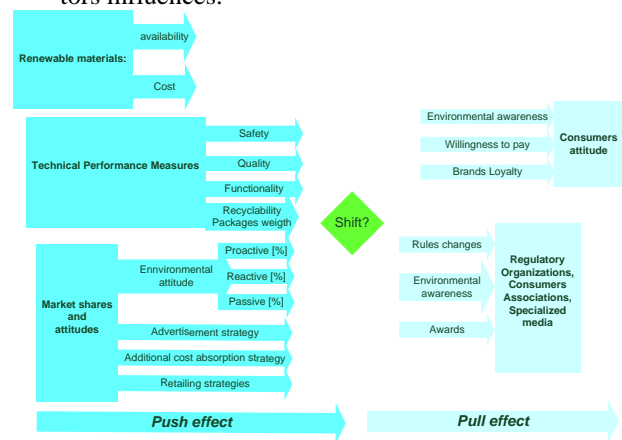 tors influences.
availability
Renewable materials:
Cost
Safety
Technical Performance Measures
Quality
Functionality
Recyclability
Packages weigth
Proactive [%]
Ennvironmental
attitude
Reactive [%]
Passive [%]
Market shares
and
attitudes
Advertisement strategy
Additional cost absorption strategy
Retailing strategies
Push effect
Shift?
Environmental awareness
Willingness to pay
Brands Loyalty
Consumers
attitude
Rules changes
Environmental
awareness
Awards
Regulatory
Organizations,
Consumers
Associations,
Specialized
media
Pull effect